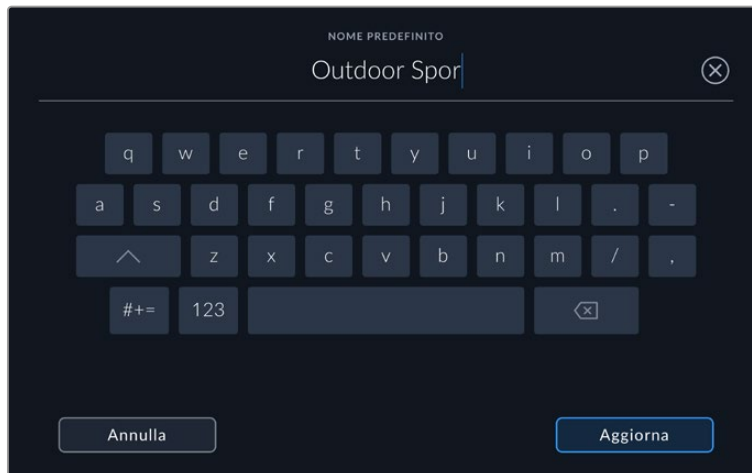 NOME PREDEFINITO
Outdoor Spor
q w e r t y u i o p
a s d f g h j k l . -
z x c v b n m / ,
#+= 123
Annulla Aggiorna